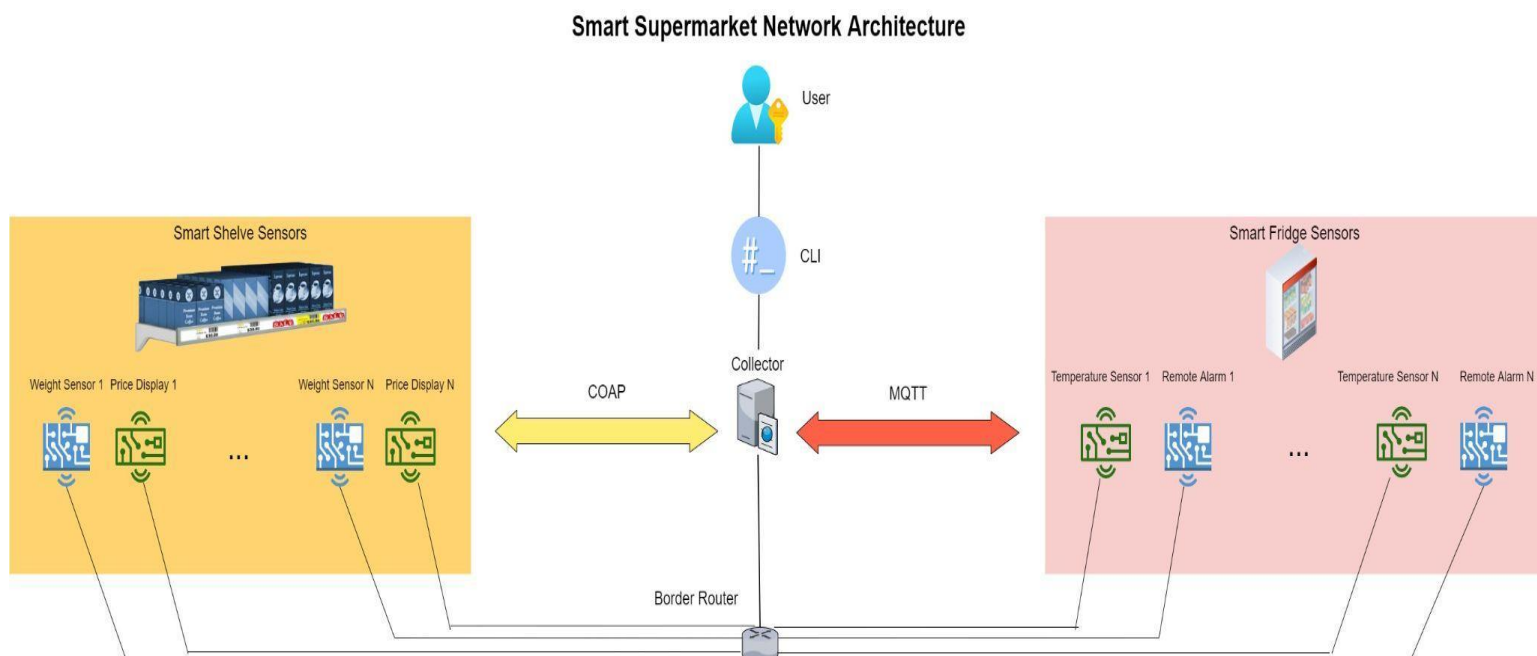 Smart Supermarket Network Architecture
User
Smart Shelve Sensors
Smart Fridge Sensors
#_
CLI
Collector
Weight Sensor 1
Price Display 1
Weight Sensor N
Price Display N
COAP
MQTT
Temperature Sensor 1
Remote Alarm 1
Temperature Sensor N
Remote Alarm N
...
...
Border Router